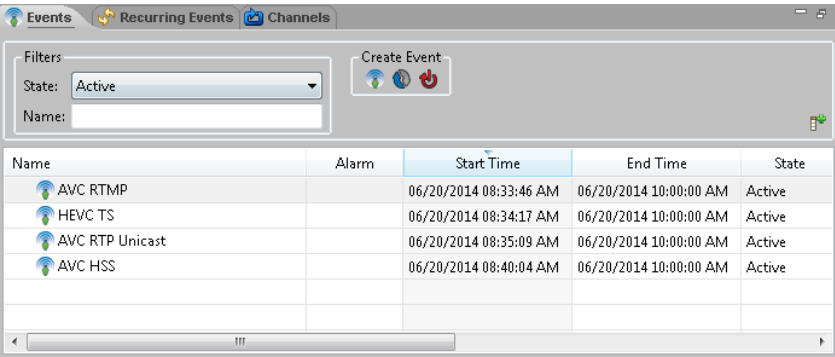 Events Recurring Events Channels
Filters Create Event
State: Active
Name:
Name Alarm Start Time End Time State
AVC RTMP 06/20/2014 08:33:46 AM 06/20/2014 10:00:00 AM Active
HEVC TS 06/20/2014 08:34:17 AM 06/20/2014 10:00:00 AM Active
AVC RTP Unicast 06/20/2014 08:35:09 AM 06/20/2014 10:00:00 AM Active
AVC HSS 06/20/2014 08:40:04 AM 06/20/2014 10:00:00 AM Active